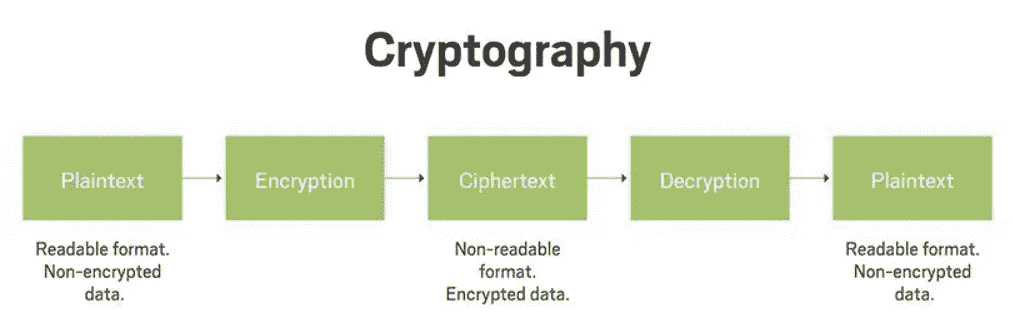 Cryptography
Plaintext
Encryption
Ciphertext
Decryption
Plaintext
Readable format.
Non-encrypted
data.
Non-readable
format.
Encrypted data.
Readable format.
Non-encrypted
data.